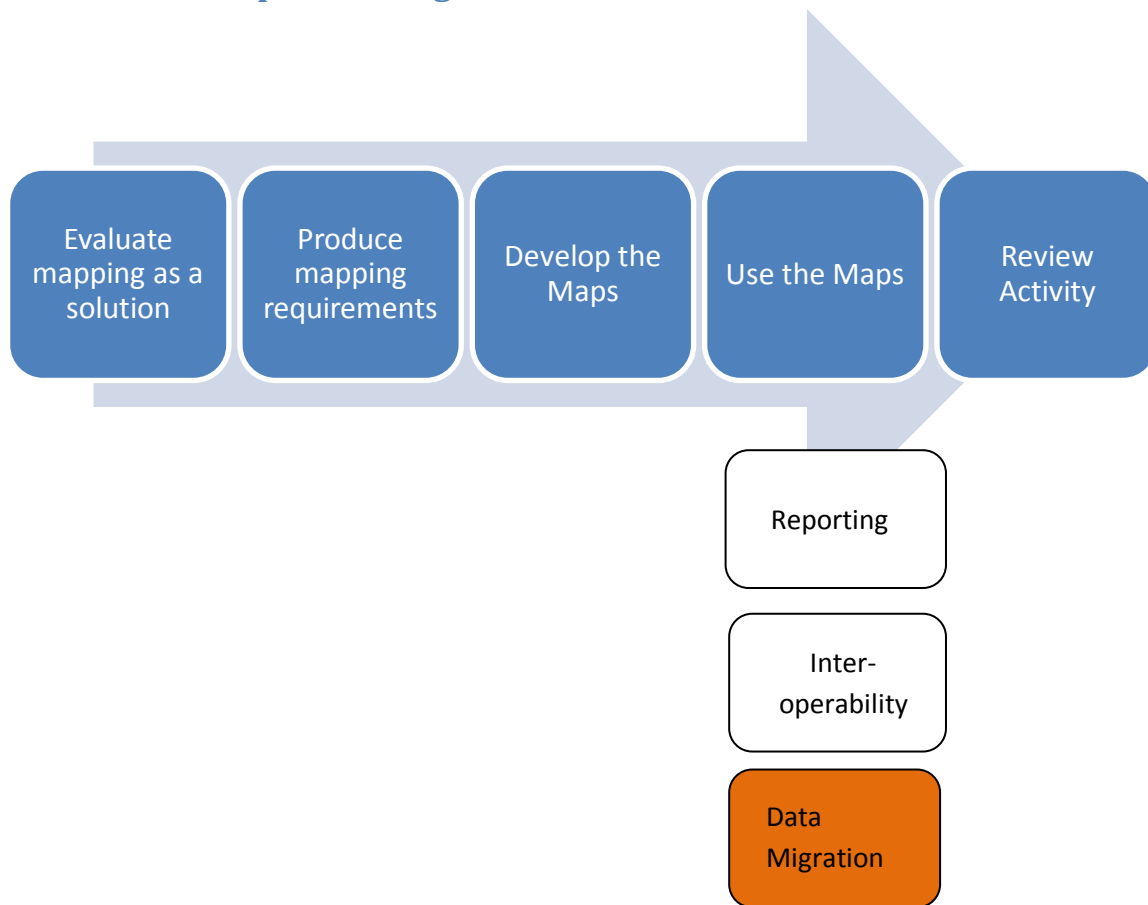 Evaluate
mapping as a
solution
Produce
mapping
requirements
Develop the
Maps
Use the Maps
Review
Activity
Reporting
Inter-
operability
Data
Migration